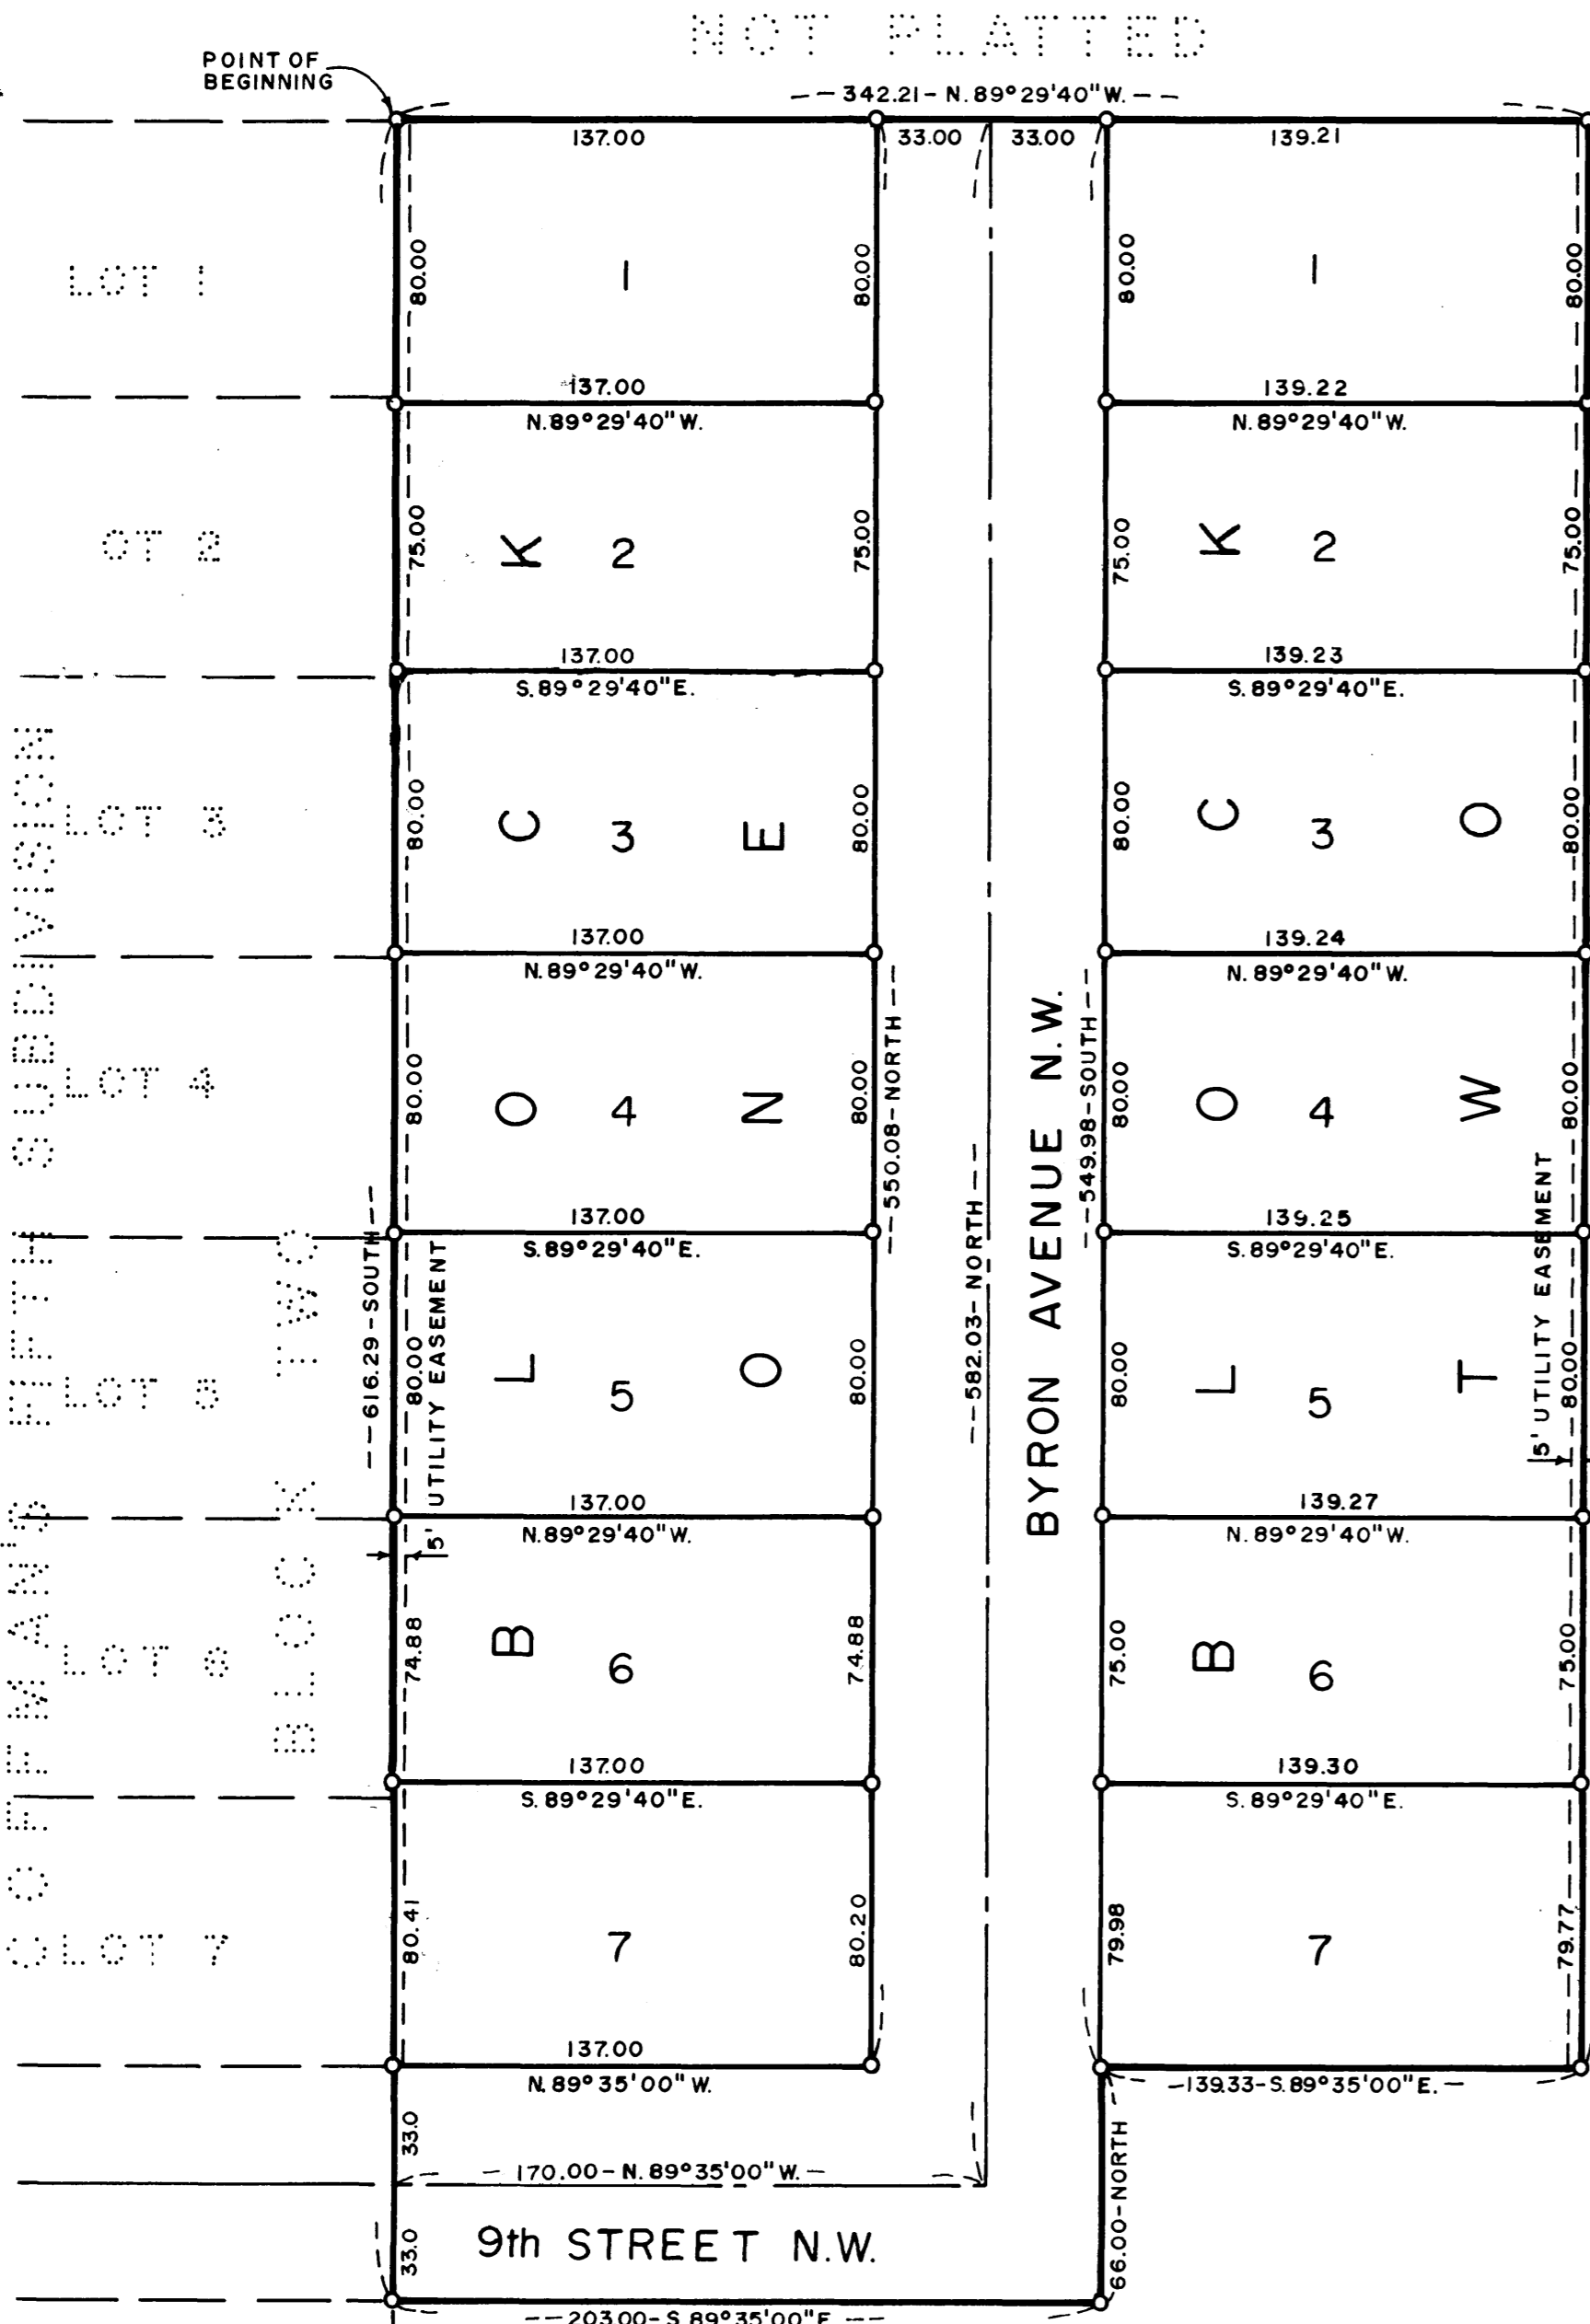 NOT PLATTED
POINT OF
BEGINNING
342.21 - N. 89°29'40" W.
137.00
33.00
33.00
139.21
LOT 1
80.00
1
80.00
80.00
1
80.00
137.00
N. 89°29'40" W.
139.22
N. 89°29'40" W.
OT 2
75.00
K
2
75.00
75.00
K
2
75.00
137.00
S. 89°29'40" E.
139.23
S. 89°29'40" E.
LOT 3
80.00
C
3
E
80.00
80.00
C
3
O
80.00
137.00
N. 89°29'40" W.
139.24
N. 89°29'40" W.
LOT 4
80.00
O
4
N
80.00
550.08 - NORTH
549.98 - SOUTH
80.00
O
4
W
80.00
137.00
S. 89°29'40" E.
139.25
S. 89°29'40" E.
616.29 - SOUTH
582.03 - NORTH
BYRON AVENUE N.W.
LOT 5
80.00
5' UTILITY EASEMENT
L
5
O
80.00
80.00
L
5
T
5' UTILITY EASEMENT
80.00
137.00
N. 89°29'40" W.
139.27
N. 89°29'40" W.
LOT 6
74.88
B
6
74.88
75.00
B
6
75.00
137.00
S. 89°29'40" E.
139.30
S. 89°29'40" E.
LOT 7
80.41
7
80.20
79.98
7
79.77
137.00
N. 89°35'00" W.
139.33 - S. 89°35'00" E.
FIFTH SUBDIVISION
BLOCK TWO
33.0
170.00 - N. 89°35'00" W.
66.00 - NORTH
33.0
9th STREET N.W.
203.00 - S. 89°35'00" E.